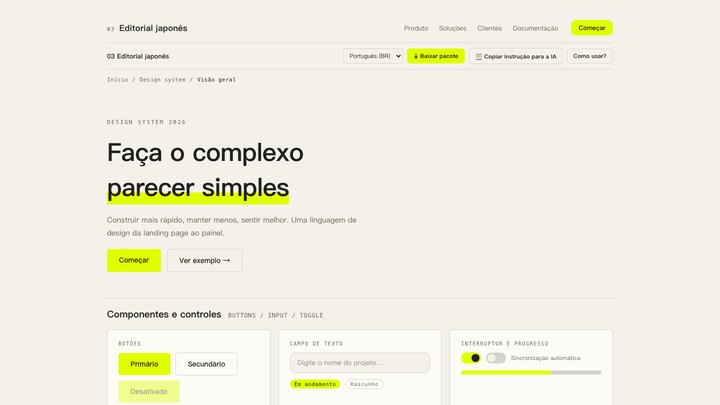 03 Editorial japonês
Produto Soluções Clientes Documentação Começar
03 Editorial japonês
Português (BR) Baixar pacote Copiar instrução para a IA Como usar?
Início / Design system / Visão geral
DESIGN SYSTEM 2026
Faça o complexo
parecer simples
Construir mais rápido, manter menos, sentir melhor. Uma linguagem de
design da landing page ao painel.
Começar Ver exemplo →
Componentes e controles BUTTONS / INPUT / TOGGLE
BOTÕES
Primário Secundário
Desativado
CAMPO DE TEXTO
Digite o nome do projeto...
Em andamento Rascunho
INTERRUPTOR E PROGRESSO
Sincronização automática